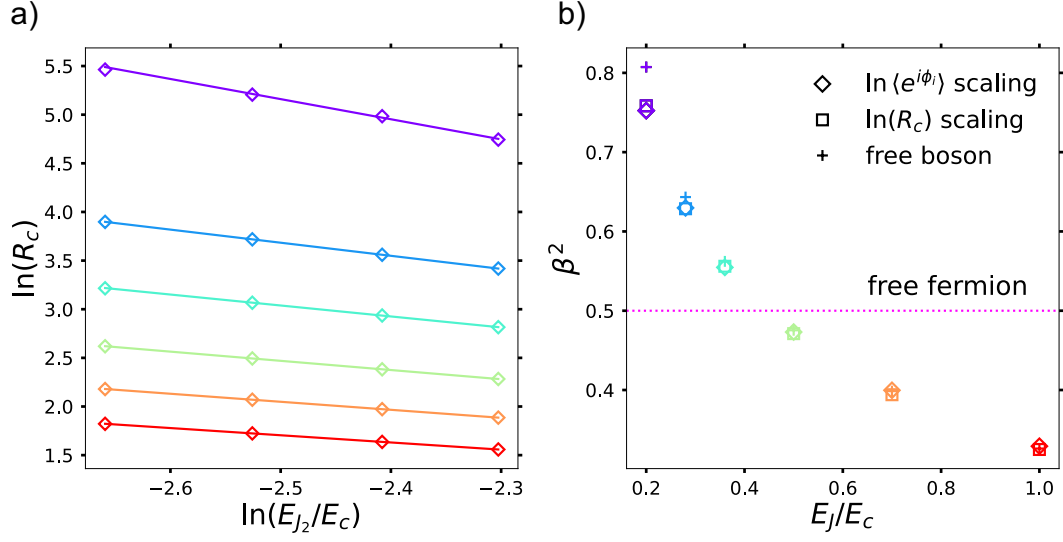 a)
5.5
5.0
4.5
4.0
3.5
3.0
2.5
2.0
1.5
ln(R_c)
−2.6 −2.5 −2.4 −2.3
ln(E_{J_2}/E_c)
b)
0.8
0.7
0.6
0.5
0.4
β²
ln ⟨e^{iϕ_i}⟩ scaling
ln(R_c) scaling
free boson
free fermion
0.2 0.4 0.6 0.8 1.0
E_J/E_c